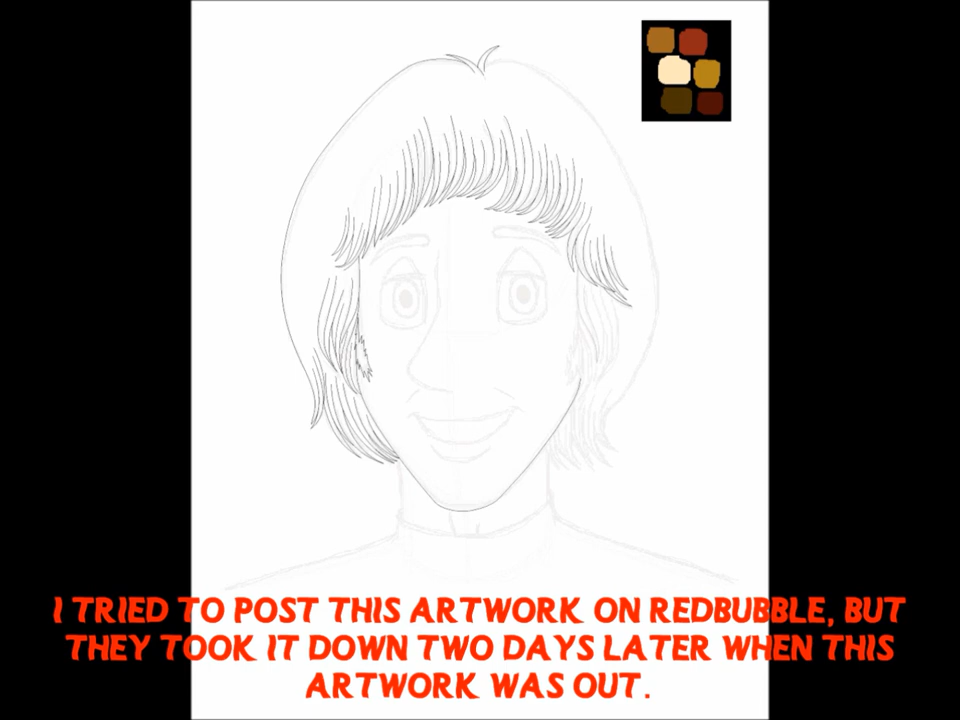 I TRIED TO POST THIS ARTWORK ON REDBUBBLE, BUT
THEY TOOK IT DOWN TWO DAYS LATER WHEN THIS
ARTWORK WAS OUT.